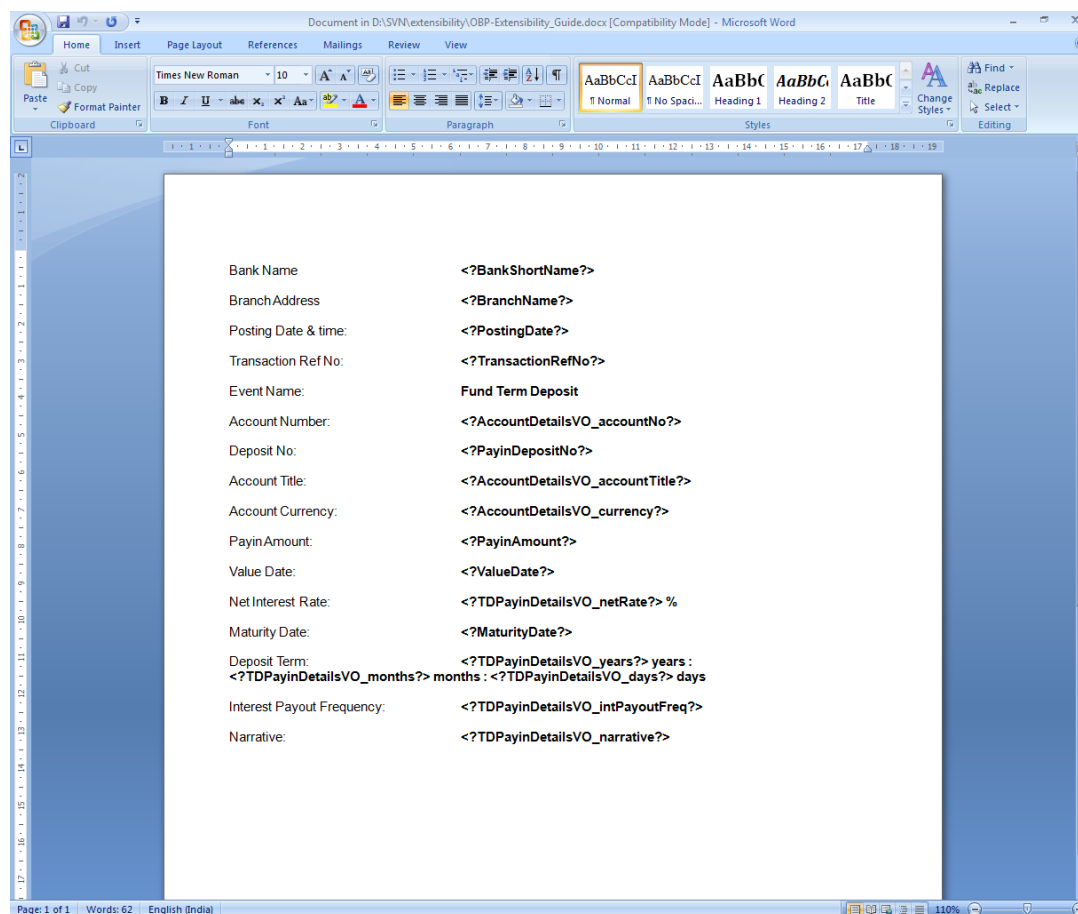 Document in D:\SVN\extensibility\OBP-Extensibility_Guide.docx [Compatibility Mode] - Microsoft Word
Home Insert Page Layout References Mailings Review View
Paste
Cut
Copy
Format Painter
Clipboard
Times New Roman 10
Font
Paragraph
AaBbCcI AaBbCcI AaBbC AaBbCc AaBbC
¶ Normal ¶ No Spaci... Heading 1 Heading 2 Title
Change Styles
Styles
Find
Replace
Select
Editing
Bank Name <?BankShortName?>
Branch Address <?BranchName?>
Posting Date & time: <?PostingDate?>
Transaction Ref No: <?TransactionRefNo?>
Event Name: Fund Term Deposit
Account Number: <?AccountDetailsVO_accountNo?>
Deposit No: <?PayinDepositNo?>
Account Title: <?AccountDetailsVO_accountTitle?>
Account Currency: <?AccountDetailsVO_currency?>
Payin Amount: <?PayinAmount?>
Value Date: <?ValueDate?>
Net Interest Rate: <?TDPayinDetailsVO_netRate?> %
Maturity Date: <?MaturityDate?>
Deposit Term: <?TDPayinDetailsVO_years?> years :
<?TDPayinDetailsVO_months?> months : <?TDPayinDetailsVO_days?> days
Interest Payout Frequency: <?TDPayinDetailsVO_intPayoutFreq?>
Narrative: <?TDPayinDetailsVO_narrative?>
Page: 1 of 1 Words: 62 English (India) 110%